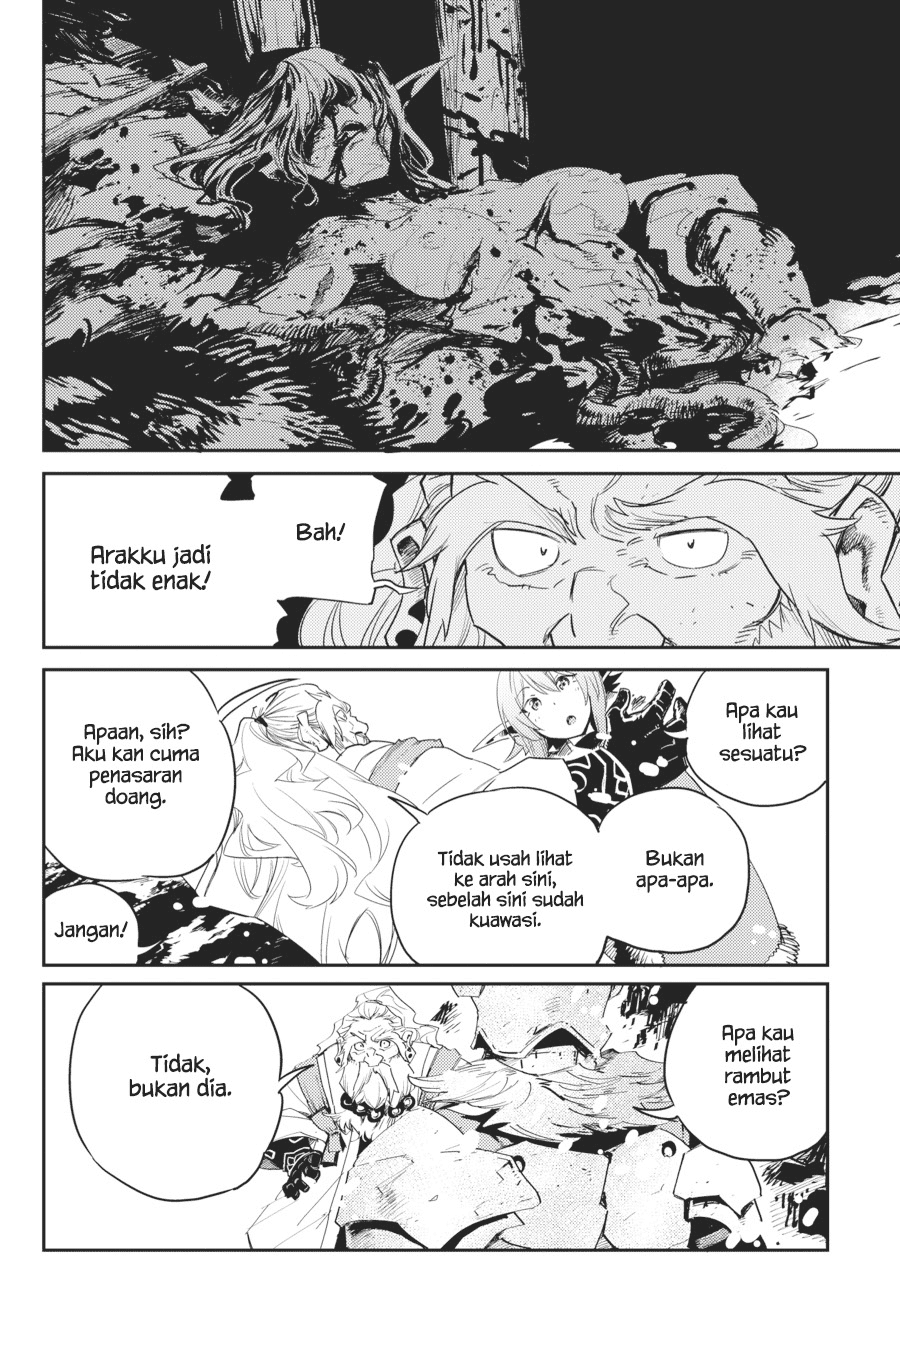 Bah!
Arakku jadi
tidak enak!
Apa kau
lihat
sesuatu?
Bukan
apa-apa.
Tidak usah lihat
ke arah sini,
sebelah sini sudah
kuawasi.
Apaan, sih?
Aku kan cuma
penasaran
doang.
Jangan!
Apa kau
melihat
rambut
emas?
Tidak,
bukan dia.